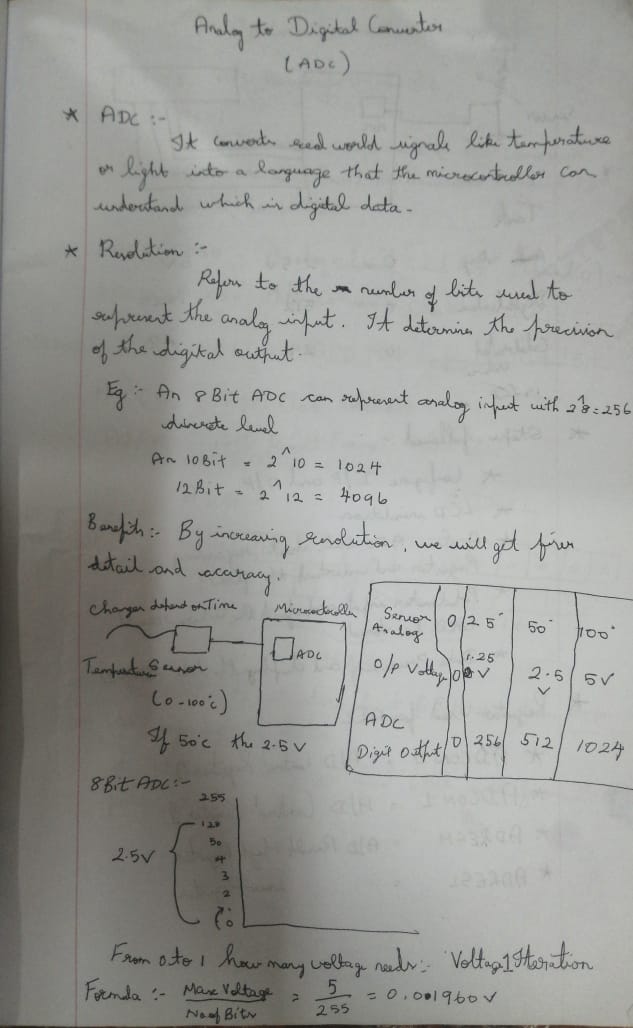 Analog to Digital Converter
(ADC)
* ADC :-
It converts real world signals like temperature
or light into a language that the microcontroller can
understand which is digital data -
* Resolution :-
Refers to the number of bits used to
represent the analog input. It determines the precision
of the digital output.
Eg :- An 8 Bit ADC can represent analog input with 2^8 = 256
discrete level
An 10 Bit = 2^10 = 1024
12 Bit = 2^12 = 4096
Benefits :- By increasing resolution, we will get finer
detail and accuracy.
Changes depend on Time
Microcontroller
ADC
Temperature Sensor
(0 - 100°c)
If 50°c the 2.5 V
Sensor Analog 0 25° 50° 100°
O/P Voltage 0 1.25 V 2.5 V 5V
ADC
Digit Output 0 256 512 1024
8 Bit ADC :-
255
128
50
4
3
2
1
0
2.5V
From 0 to 1 how many voltage needs :- Voltage 1 Iteration
Formula :- Max Voltage / No of Bits = 5 / 255 = 0.001960 V